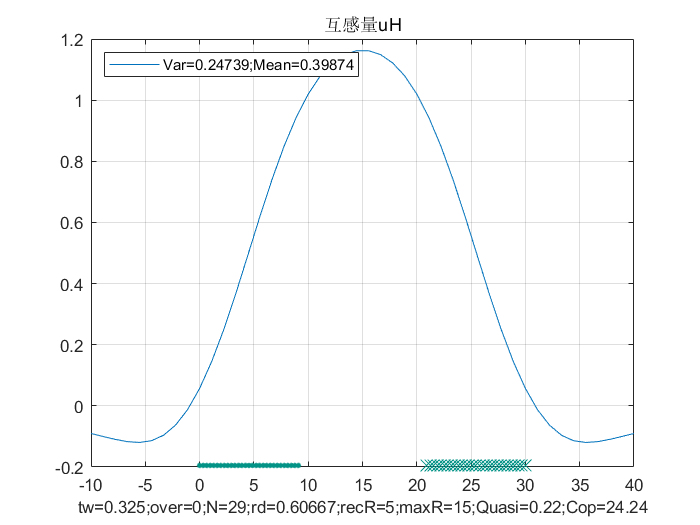 互感量uH
Var=0.24739;Mean=0.39874
1.2
1
0.8
0.6
0.4
0.2
0
-0.2
-10 -5 0 5 10 15 20 25 30 35 40
tw=0.325;over=0;N=29;rd=0.60667;recR=5;maxR=15;Quasi=0.22;Cop=24.24